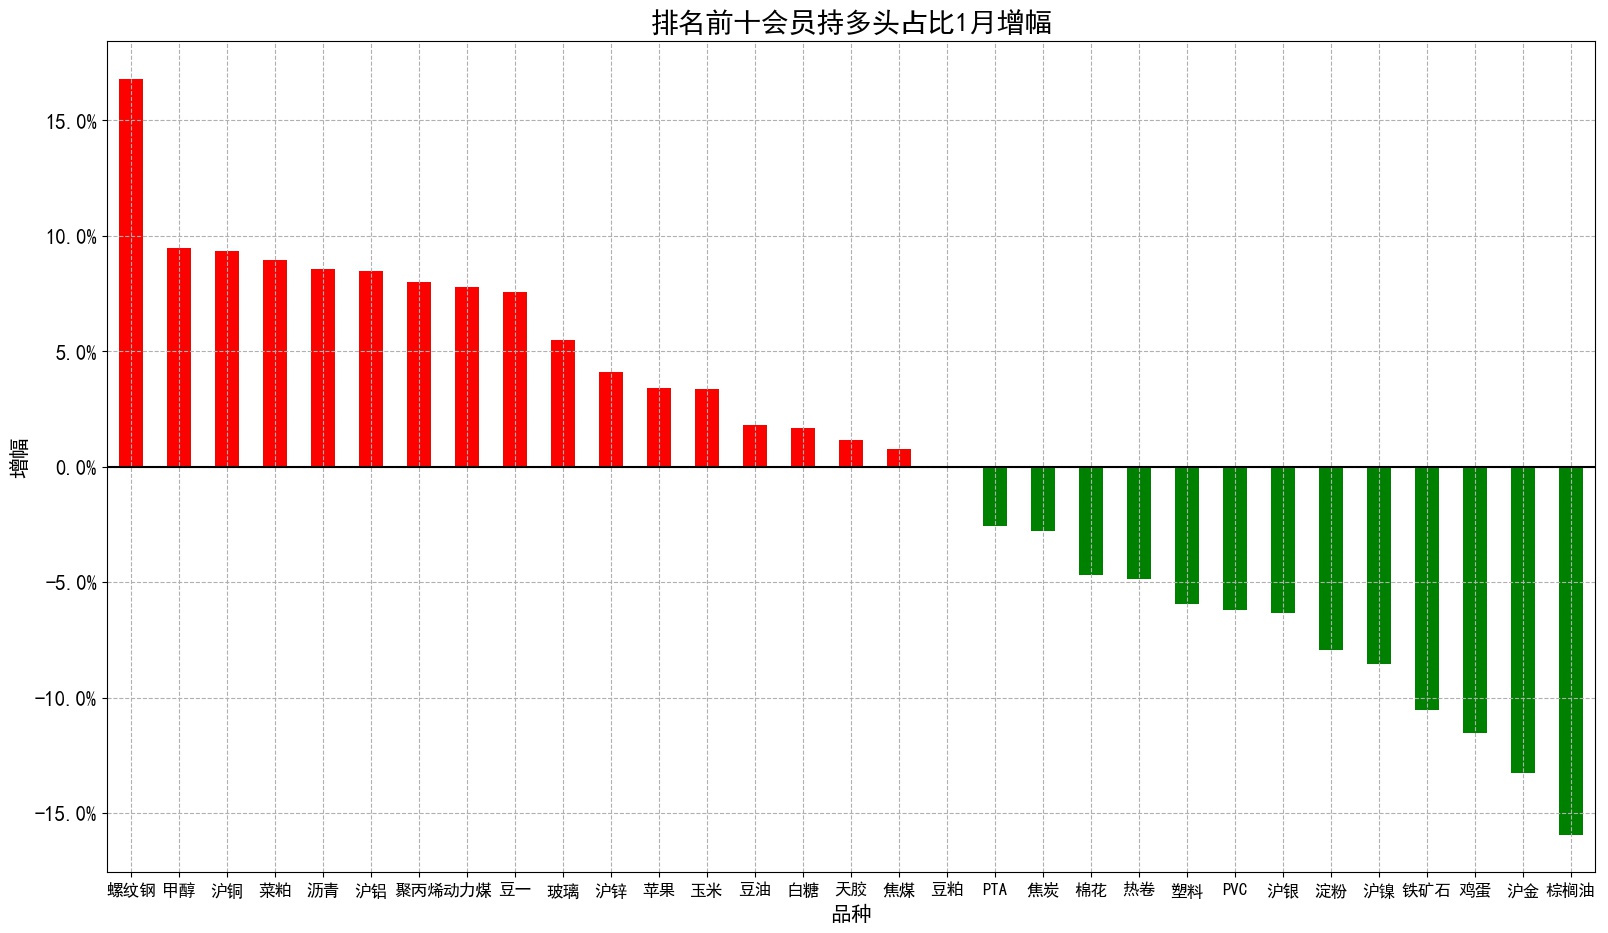 排名前十会员持多头占比1月增幅
增幅
15.0%
10.0%
5.0%
0.0%
-5.0%
-10.0%
-15.0%
螺纹钢 甲醇 沪铜 菜粕 沥青 沪铝 聚丙烯 动力煤 豆一 玻璃 沪锌 苹果 玉米 豆油 白糖 天胶 焦煤 豆粕 PTA 焦炭 棉花 热卷 塑料 PVC 沪银 淀粉 沪镍 铁矿石 鸡蛋 沪金 棕榈油
品种